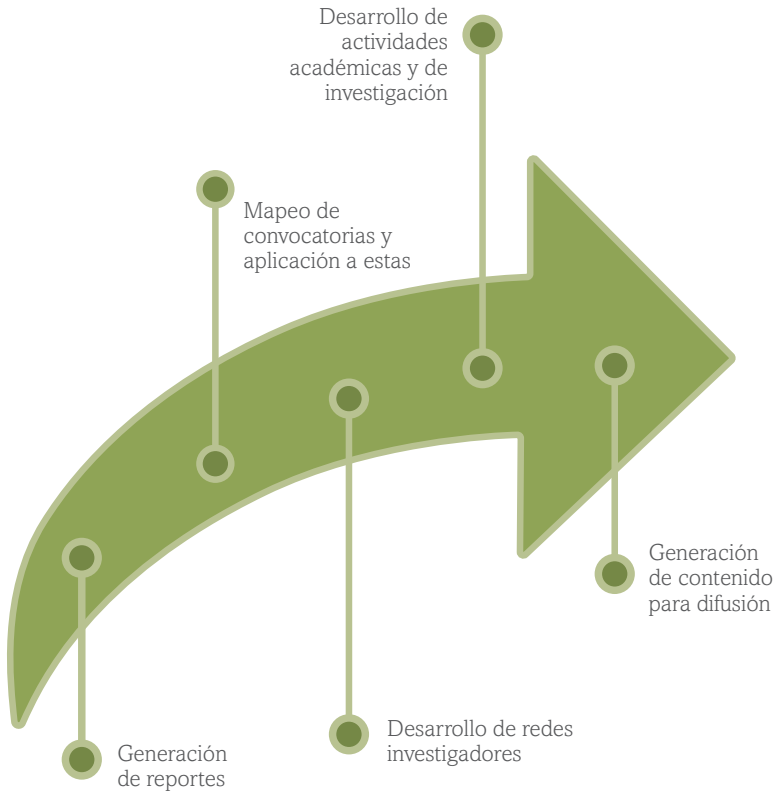 Desarrollo de
actividades
académicas y de
investigación
Mapeo de
convocatorias y
aplicación a estas
Generación
de contenido
para difusión
Desarrollo de redes
investigadores
Generación
de reportes